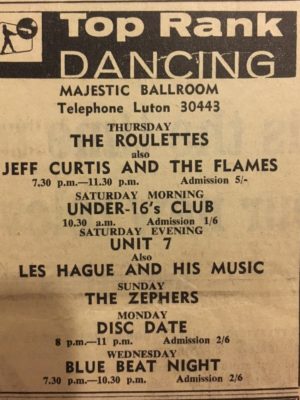 Top Rank
DANCING
MAJESTIC BALLROOM
Telephone Luton 30443
THURSDAY
THE ROULETTES
also
JEFF CURTIS AND THE FLAMES
7.30 p.m.—11.30 p.m. Admission 5/-
SATURDAY MORNING
UNDER-16's CLUB
10.30 a.m. Admission 1/6
SATURDAY EVENING
UNIT 7
Also
LES HAGUE AND HIS MUSIC
SUNDAY
THE ZEPHERS
MONDAY
DISC DATE
8 p.m.—11 p.m. Admission 2/6
WEDNESDAY
BLUE BEAT NIGHT
7.30 p.m.—10.30 p.m. Admission 2/6